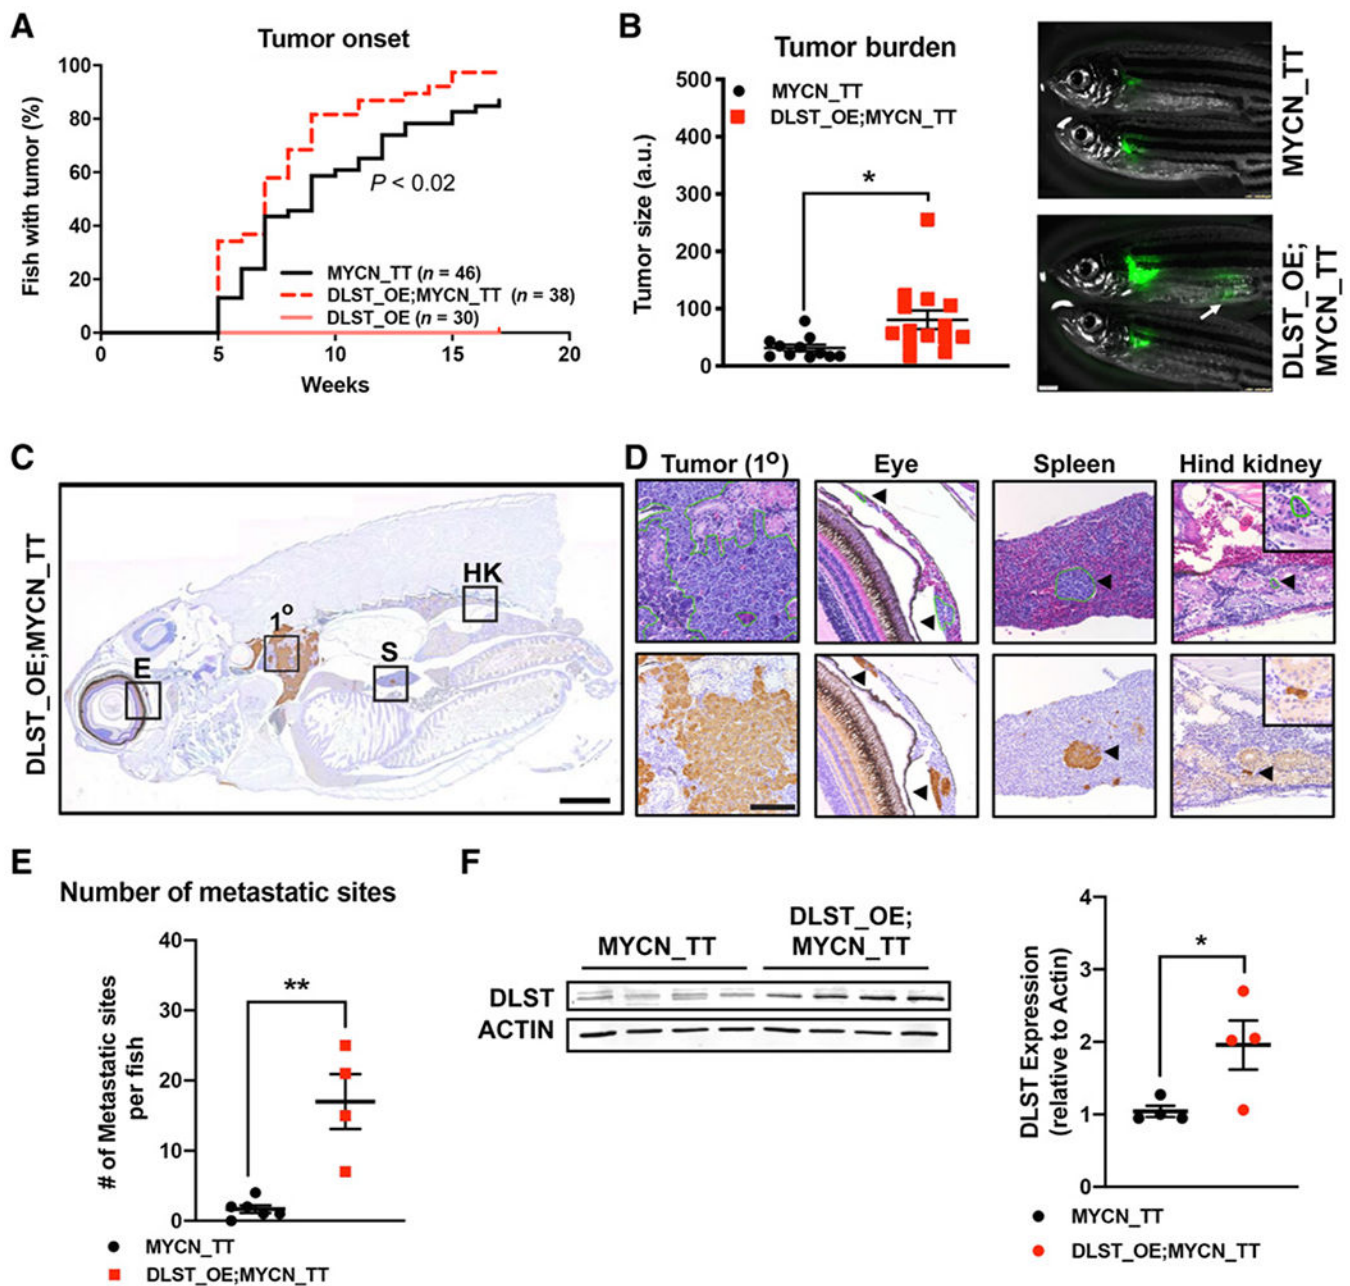 A
Tumor onset
Fish with tumor (%)
100
80
60
40
20
0
P < 0.02
MYCN_TT (n = 46)
DLST_OE;MYCN_TT (n = 38)
DLST_OE (n = 30)
0 5 10 15 20
Weeks
B
Tumor burden
Tumor size (a.u.)
500
400
300
200
100
0
MYCN_TT
DLST_OE;MYCN_TT
*
MYCN_TT
DLST_OE;
MYCN_TT
C
DLST_OE;MYCN_TT
E
1o
S
HK
D
Tumor (1o)
Eye
Spleen
Hind kidney
E
Number of metastatic sites
# of Metastatic sites
per fish
40
30
20
10
0
**
MYCN_TT
DLST_OE;MYCN_TT
F
MYCN_TT
DLST_OE;
MYCN_TT
DLST
ACTIN
DLST Expression
(relative to Actin)
4
3
2
1
0
*
MYCN_TT
DLST_OE;MYCN_TT